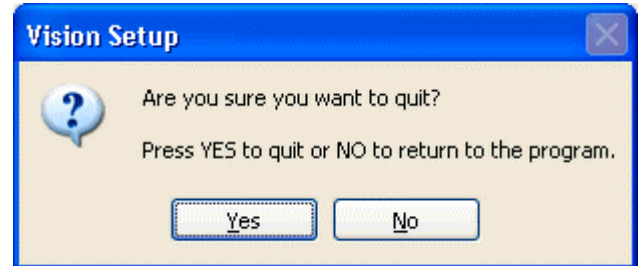 Vision Setup
Are you sure you want to quit?
Press YES to quit or NO to return to the program.
Yes No